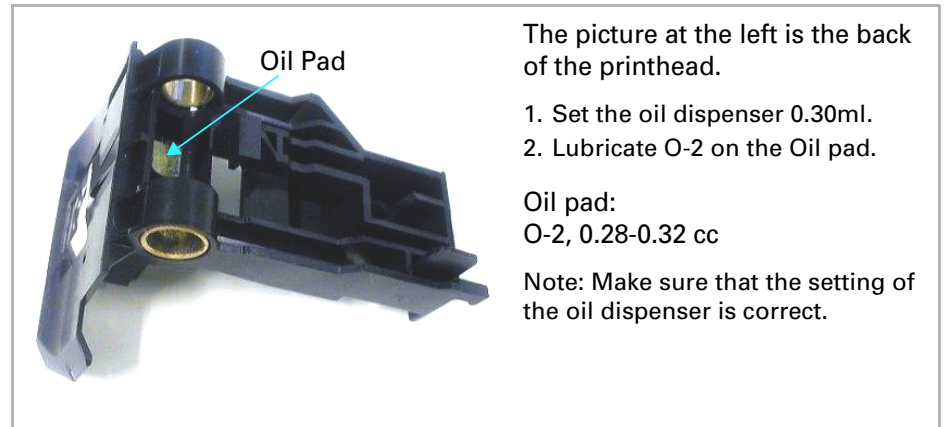 Oil Pad
The picture at the left is the back
of the printhead.
1. Set the oil dispenser 0.30ml.
2. Lubricate O-2 on the Oil pad.
Oil pad:
O-2, 0.28-0.32 cc
Note: Make sure that the setting of
the oil dispenser is correct.